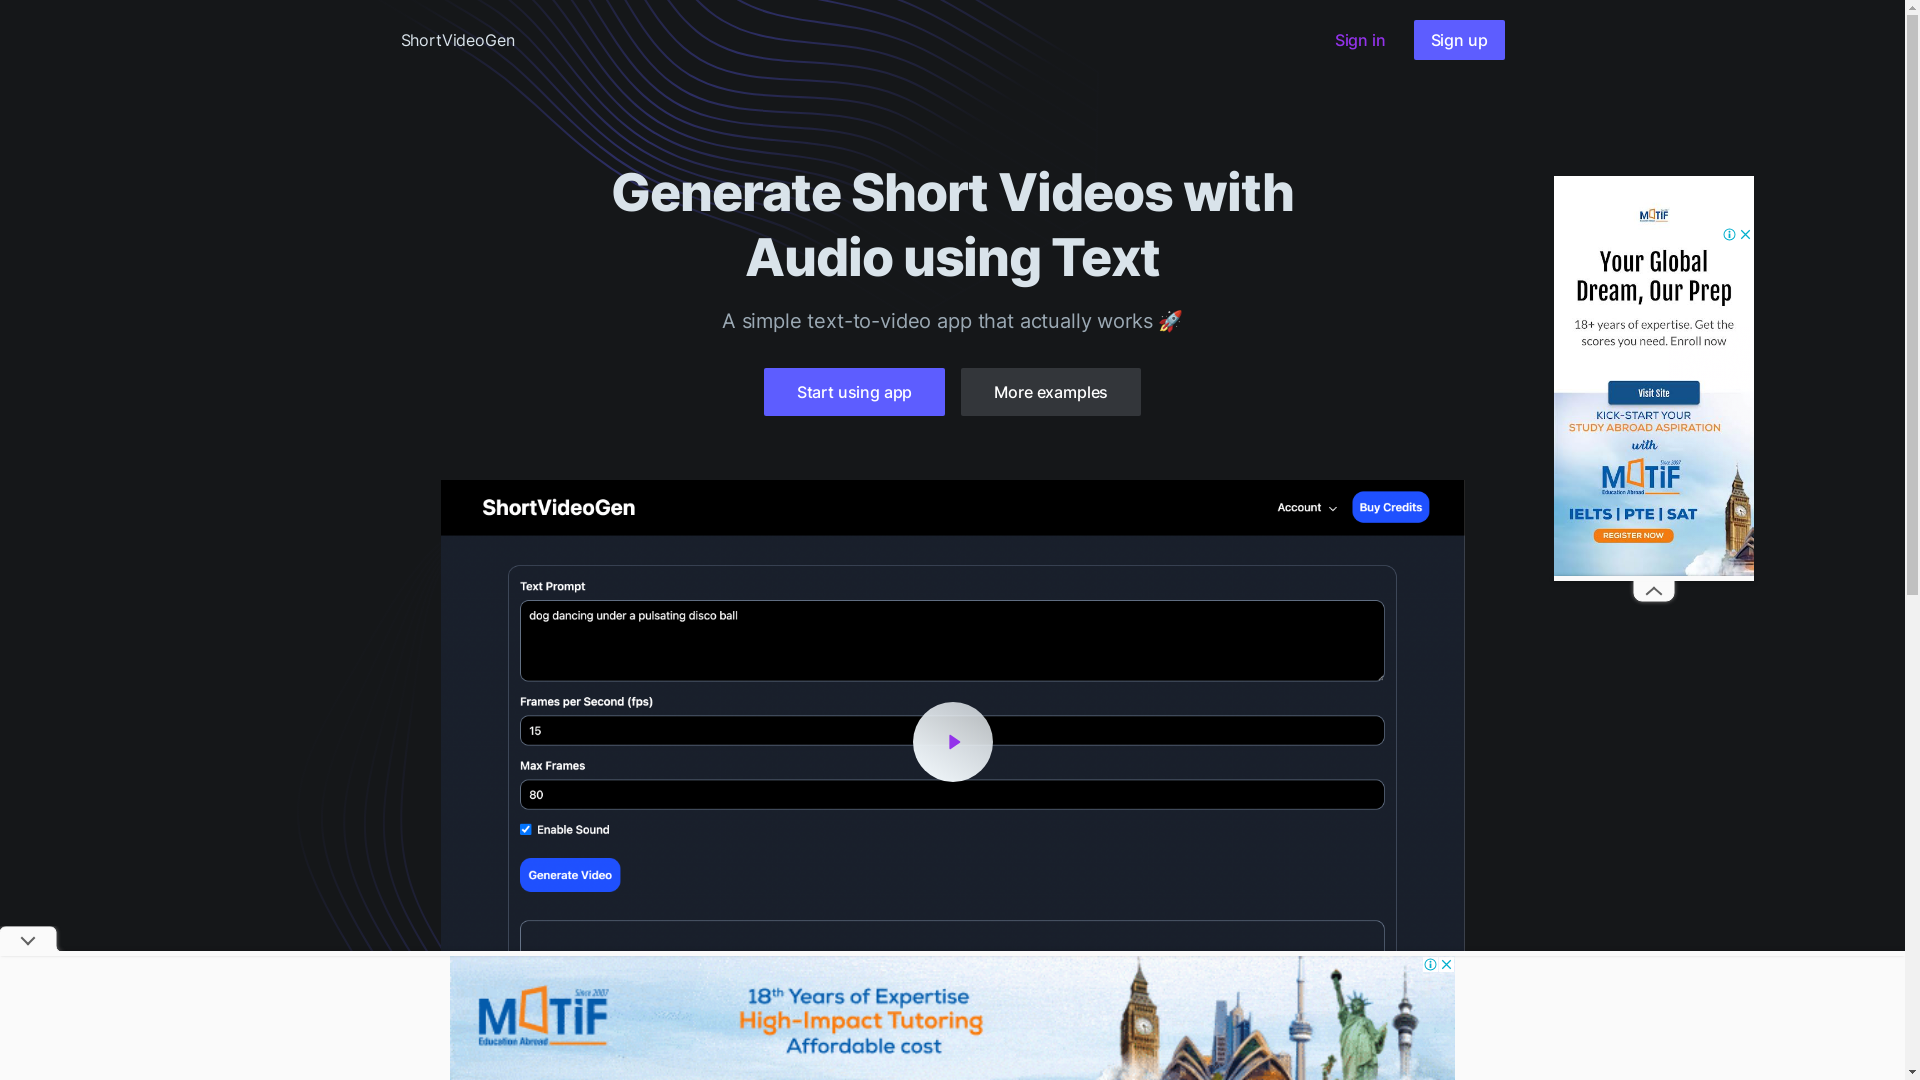 ShortVideoGen
Sign in
Sign up
Generate Short Videos with
Audio using Text
A simple text-to-video app that actually works 🚀
Start using app
More examples
ShortVideoGen
Account
Buy Credits
Text Prompt
dog dancing under a pulsating disco ball
Frames per Second (fps)
15
Max Frames
80
Enable Sound
Generate Video
MOTiF
Your Global
Dream, Our Prep
18+ years of expertise. Get the
scores you need. Enroll now
Visit Site
KICK-START YOUR
STUDY ABROAD ASPIRATION
with
Since 2007
MOTiF
Education Abroad
IELTS | PTE | SAT
REGISTER NOW
Since 2007
MOTiF
Education Abroad
18th Years of Expertise
High-Impact Tutoring
Affordable cost